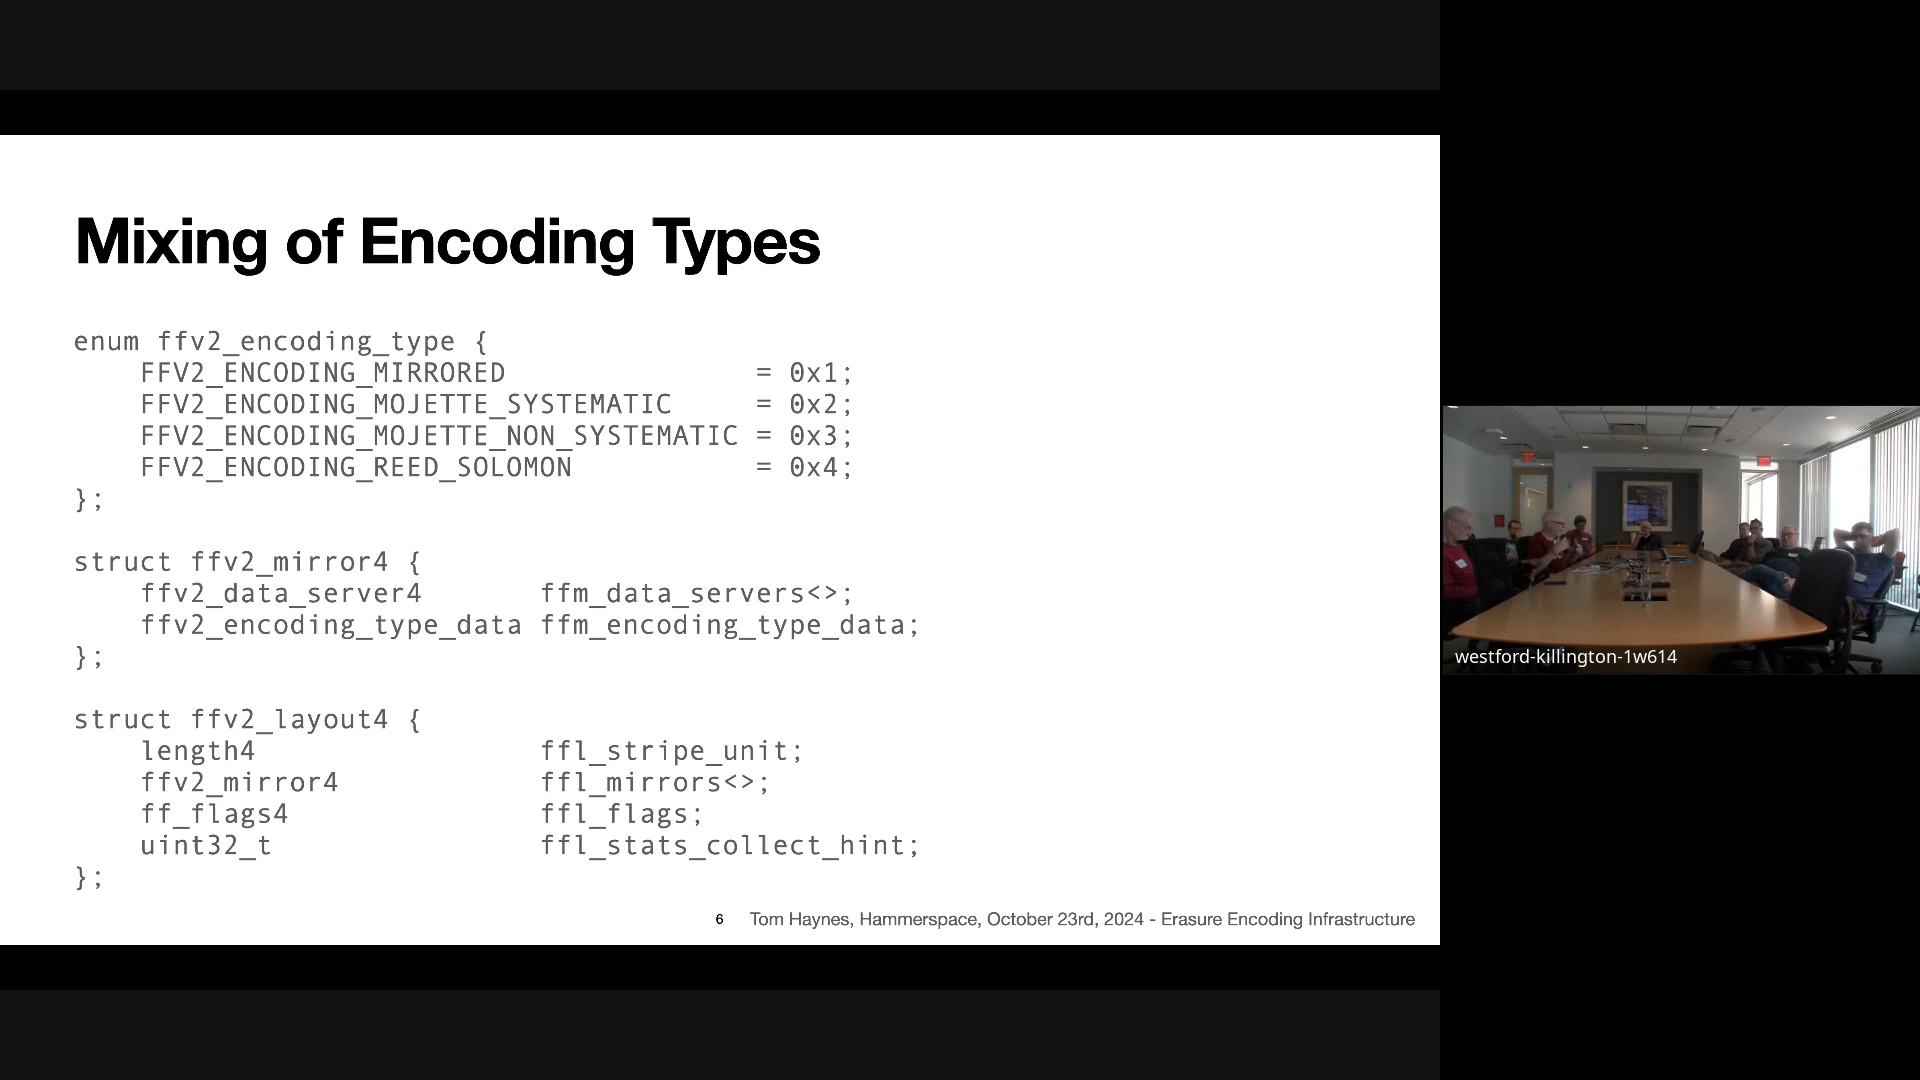 Mixing of Encoding Types
enum ffv2_encoding_type {
    FFV2_ENCODING_MIRRORED               = 0x1;
    FFV2_ENCODING_MOJETTE_SYSTEMATIC     = 0x2;
    FFV2_ENCODING_MOJETTE_NON_SYSTEMATIC = 0x3;
    FFV2_ENCODING_REED_SOLOMON           = 0x4;
};
struct ffv2_mirror4 {
    ffv2_data_server4       ffm_data_servers<>;
    ffv2_encoding_type_data ffm_encoding_type_data;
};
struct ffv2_layout4 {
    length4                 ffl_stripe_unit;
    ffv2_mirror4            ffl_mirrors<>;
    ff_flags4               ffl_flags;
    uint32_t                ffl_stats_collect_hint;
};
6 Tom Haynes, Hammerspace, October 23rd, 2024 - Erasure Encoding Infrastructure
westford-killington-1w614